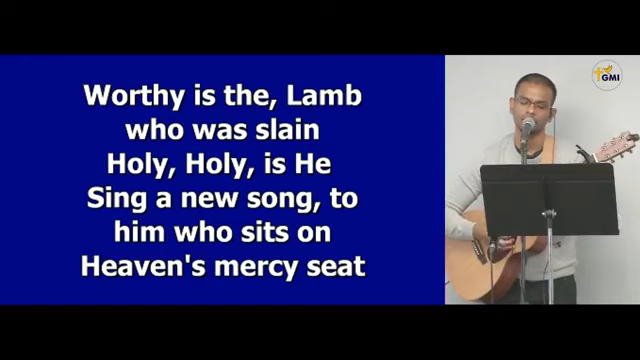 Worthy is the, Lamb
who was slain
Holy, Holy, is He
Sing a new song, to
him who sits on
Heaven's mercy seat
GMI